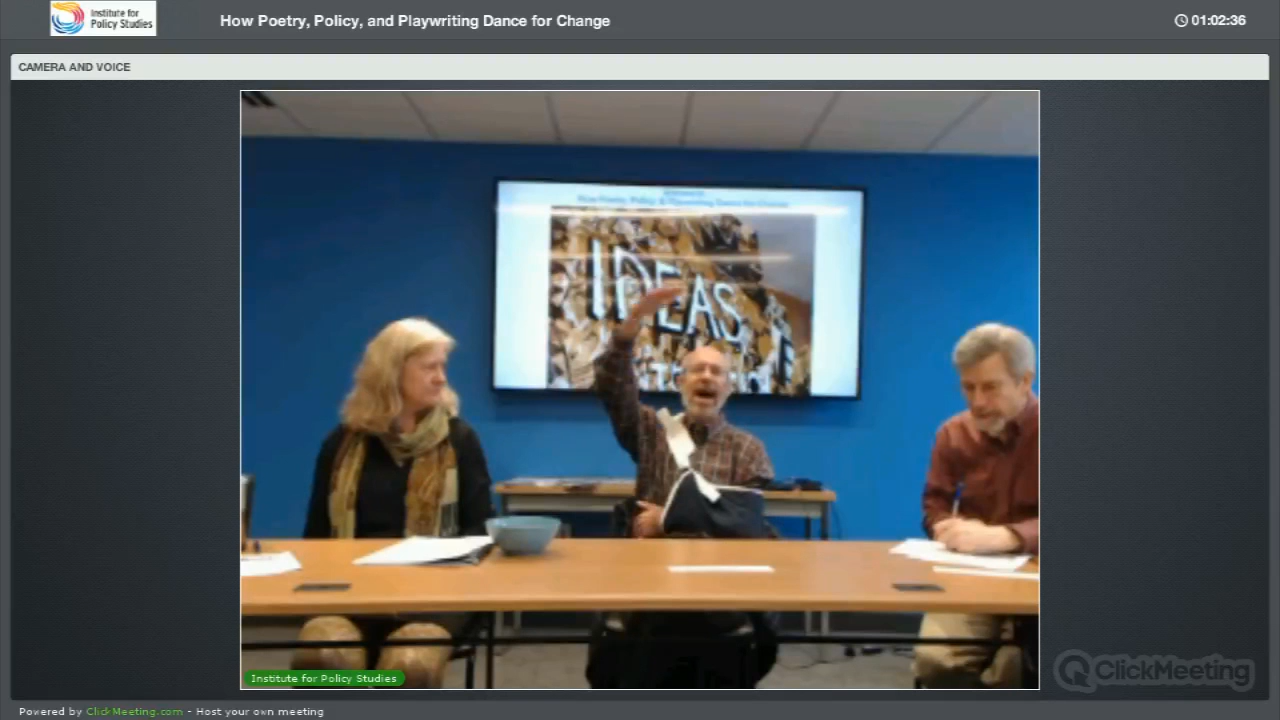 Institute for
Policy Studies
How Poetry, Policy, and Playwriting Dance for Change
01:02:36
CAMERA AND VOICE
How Poetry, Policy, & Playwriting Dance for Change
IDEAS
Institute for Policy Studies
ClickMeeting
Powered by ClickMeeting.com - Host your own meeting